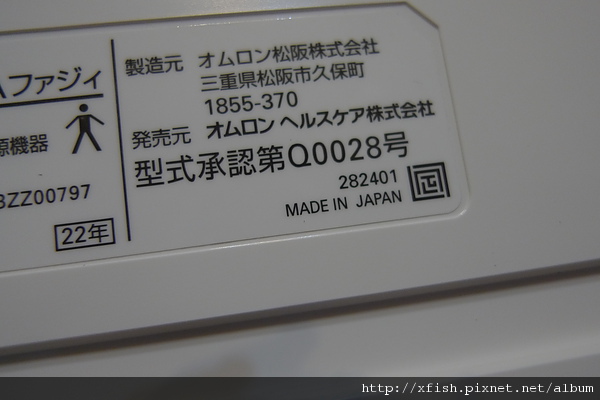 ファジィ
源機器
BZZ00797
22年
製造元 オムロン松阪株式会社
三重県松阪市久保町
1855-370
発売元 オムロン ヘルスケア株式会社
型式承認第Q0028号
282401
MADE IN JAPAN
http://xfish.pixnet.net/album